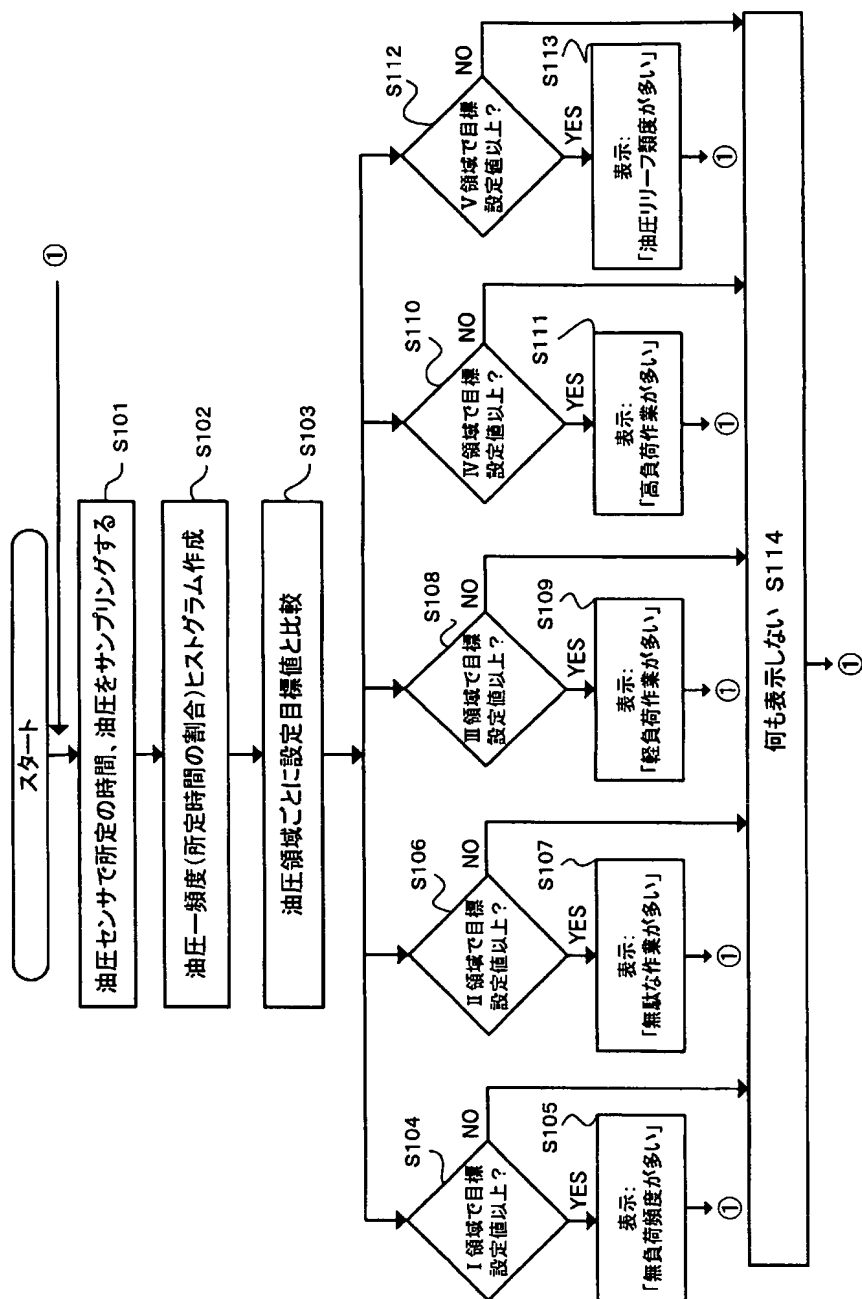 スタート
①
油圧センサで所定の時間、油圧をサンプリングする
S101
油圧ー頻度(所定時間の割合)ヒストグラム作成
S102
油圧領域ごとに設定目標値と比較
S103
S104
Ⅰ領域で目標
設定値以上?
NO
YES
S105
表示:
「無負荷頻度が多い」
①
S106
Ⅱ領域で目標
設定値以上?
NO
YES
S107
表示:
「無駄な作業が多い」
①
S108
Ⅲ領域で目標
設定値以上?
NO
YES
S109
表示:
「軽負荷作業が多い」
①
S110
Ⅳ領域で目標
設定値以上?
NO
YES
S111
表示:
「高負荷作業が多い」
①
S112
Ⅴ領域で目標
設定値以上?
NO
YES
S113
表示:
「油圧リリーフ類度が多い」
①
何も表示しない S114
①